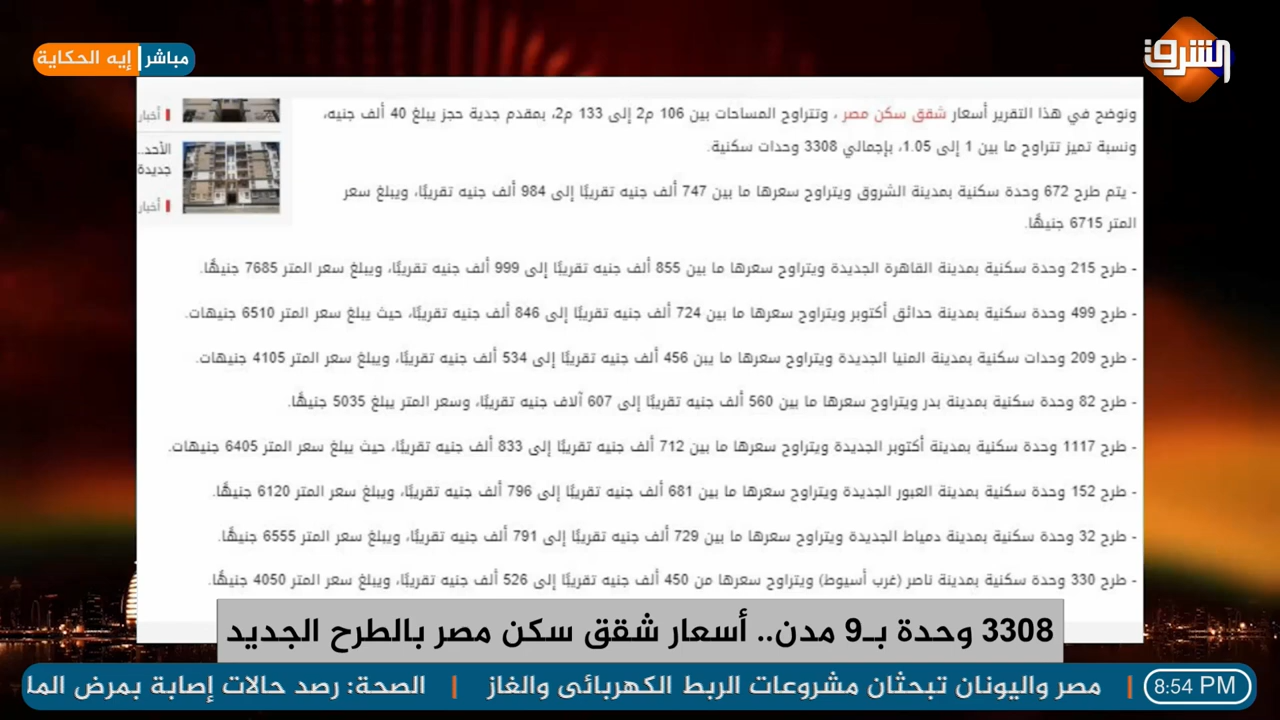 مباشر إيه الحكاية
الشرق
ونوضح في هذا التقرير أسعار شقق سكن مصر ، وتتراوح المساحات بين 106 م2 إلى 133 م2، بمقدم جدية حجز يبلغ 40 ألف جنيه،
ونسبة تميز تتراوح ما بين 1 إلى 1.05، بإجمالي 3308 وحدات سكنية.
- يتم طرح 672 وحدة سكنية بمدينة الشروق ويتراوح سعرها ما بين 747 ألف جنيه تقريبًا إلى 984 ألف جنيه تقريبًا، ويبلغ سعر
المتر 6715 جنيهًا.
- طرح 215 وحدة سكنية بمدينة القاهرة الجديدة ويتراوح سعرها ما بين 855 ألف جنيه تقريبًا إلى 999 ألف جنيه تقريبًا، ويبلغ سعر المتر 7685 جنيهًا.
- طرح 499 وحدة سكنية بمدينة حدائق أكتوبر ويتراوح سعرها ما بين 724 ألف جنيه تقريبًا إلى 846 ألف جنيه تقريبًا، حيث يبلغ سعر المتر 6510 جنيهات.
- طرح 209 وحدات سكنية بمدينة المنيا الجديدة ويتراوح سعرها ما يبن 456 ألف جنيه تقريبًا إلى 534 ألف جنيه تقريبًا، ويبلغ سعر المتر 4105 جنيهات.
- طرح 82 وحدة سكنية بمدينة بدر ويتراوح سعرها ما بين 560 ألف جنيه تقريبًا إلى 607 آلاف جنيه تقريبًا، وسعر المتر يبلغ 5035 جنيهًا.
- طرح 1117 وحدة سكنية بمدينة أكتوبر الجديدة ويتراوح سعرها ما بين 712 ألف جنيه تقريبًا إلى 833 ألف جنيه تقريبًا، حيث يبلغ سعر المتر 6405 جنيهات.
- طرح 152 وحدة سكنية بمدينة العبور الجديدة ويتراوح سعرها ما بين 681 ألف جنيه تقريبًا إلى 796 ألف جنيه تقريبًا، ويبلغ سعر المتر 6120 جنيهًا.
- طرح 32 وحدة سكنية بمدينة دمياط الجديدة ويتراوح سعرها ما بين 729 ألف جنيه تقريبًا إلى 791 ألف جنيه تقريبًا، ويبلغ سعر المتر 6555 جنيهًا.
- طرح 330 وحدة سكنية بمدينة ناصر (غرب أسيوط) ويتراوح سعرها من 450 ألف جنيه تقريبًا إلى 526 ألف جنيه تقريبًا، ويبلغ سعر المتر 4050 جنيهًا.
أخبار
الأحد..
جديدة
أخبار
3308 وحدة بـ9 مدن.. أسعار شقق سكن مصر بالطرح الجديد
8:54 PM | مصر واليونان تبحثان مشروعات الربط الكهربائى والغاز | الصحة: رصد حالات إصابة بمرض الملا